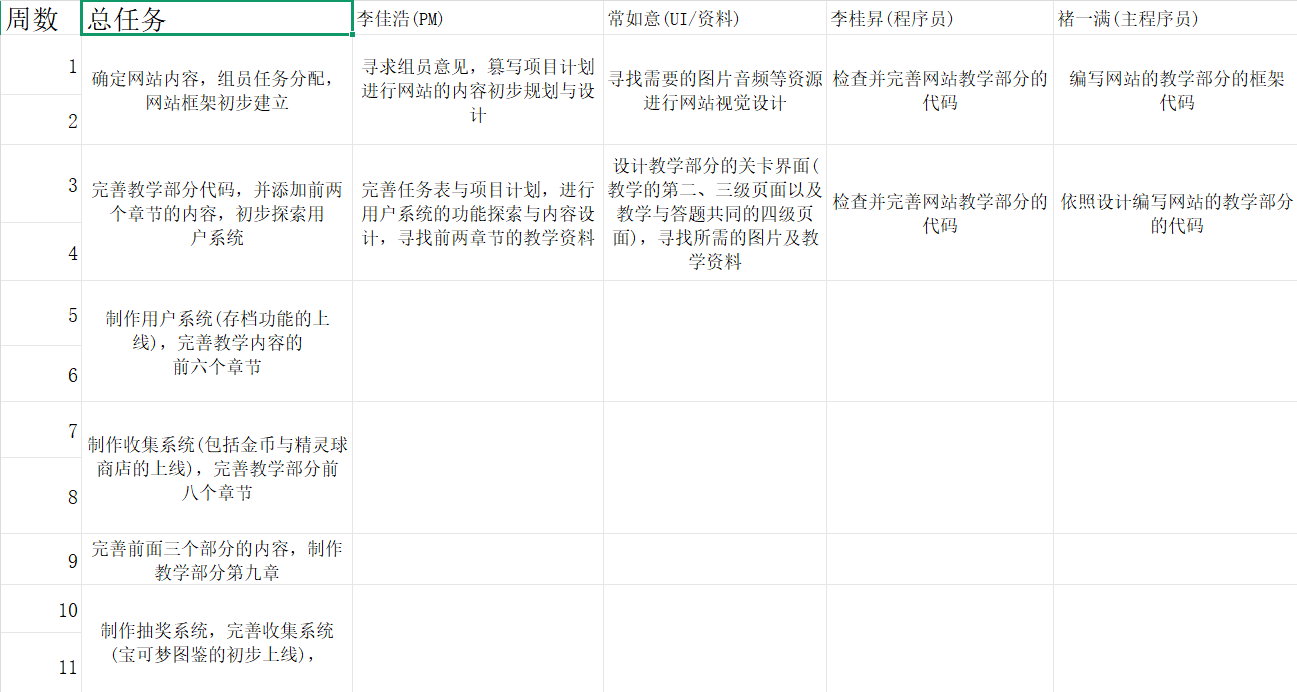 周数 总任务 李佳浩(PM) 常如意(UI/资料) 李桂昇(程序员) 褚一满(主程序员)
1
2
确定网站内容，组员任务分配，
网站框架初步建立
寻求组员意见，篡写项目计划
进行网站的内容初步规划与设
计
寻找需要的图片音频等资源
进行网站视觉设计
检查并完善网站教学部分的
代码
编写网站的教学部分的框架
代码
3
4
完善教学部分代码，并添加前两
个章节的内容，初步探索用
户系统
完善任务表与项目计划，进行
用户系统的功能探索与内容设
计，寻找前两章节的教学资料
设计教学部分的关卡界面(
教学的第二、三级页面以及
教学与答题共同的四级页
面)，寻找所需的图片及教
学资料
检查并完善网站教学部分的
代码
依照设计编写网站的教学部分
的代码
5
6
制作用户系统(存档功能的上
线)，完善教学内容的
前六个章节
7
8
制作收集系统(包括金币与精灵球
商店的上线)，完善教学部分前
八个章节
9
完善前面三个部分的内容，制作
教学部分第九章
10
11
制作抽奖系统，完善收集系统
(宝可梦图鉴的初步上线)，